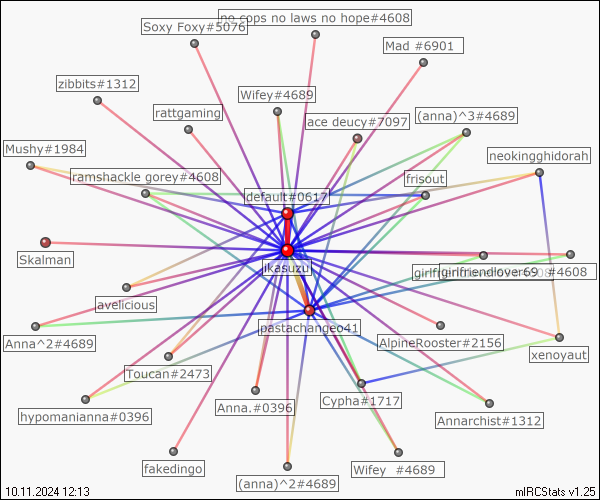 no cops no laws no hope#4608
Soxy Foxy#5076
Mad #6901
zibbits#1312
Wifey#4689
rattgaming
ace deucy#7097
(anna)^3#4689
Mushy#1984
neokingghidorah
ramshackle gorey#4608
frisout
default#0617
Skalman
ikasuzu
girlfriend-lover69 #4608
avelicious
pastachangeo41
Anna^2#4689
AlpineRooster#2156
xenoyaut
Toucan#2473
hypomanianna#0396
Anna.#0396
Cypha#1717
Annarchist#1312
fakedingo
(anna)^2#4689
Wifey #4689
10.11.2024 12:13
mIRCStats v1.25